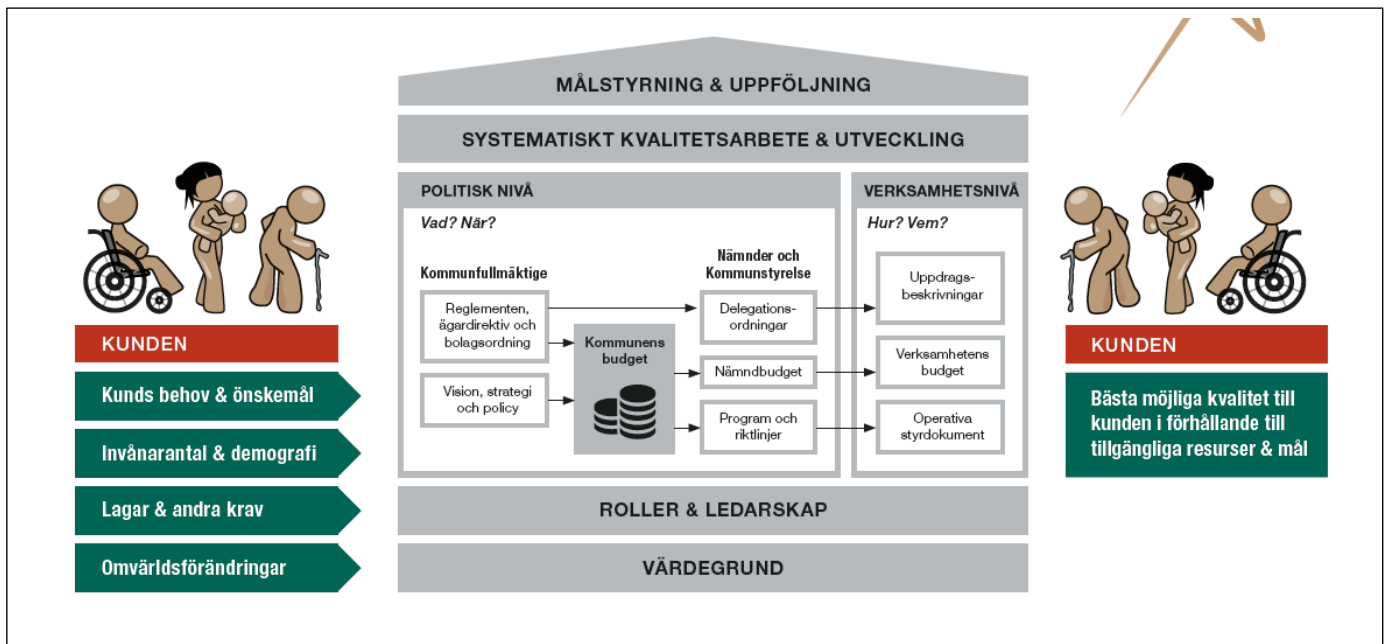 MÅLSTYRNING & UPPFÖLJNING
SYSTEMATISKT KVALITETSARBETE & UTVECKLING
POLITISK NIVÅ
Vad? När?
Kommunfullmäktige
Reglementen,
ägardirektiv och
bolagsordning
Vision, strategi
och policy
Kommunens
budget
Nämnder och
Kommunstyrelse
Delegations-
ordningar
Nämndbudget
Program och
riktlinjer
VERKSAMHETSNIVÅ
Hur? Vem?
Uppdrags-
beskrivningar
Verksamhetens
budget
Operativa
styrdokument
ROLLER & LEDARSKAP
VÄRDEGRUND
KUNDEN
Kunds behov & önskemål
Invånarantal & demografi
Lagar & andra krav
Omvärldsförändringar
KUNDEN
Bästa möjliga kvalitet till
kunden i förhållande till
tillgängliga resurser & mål